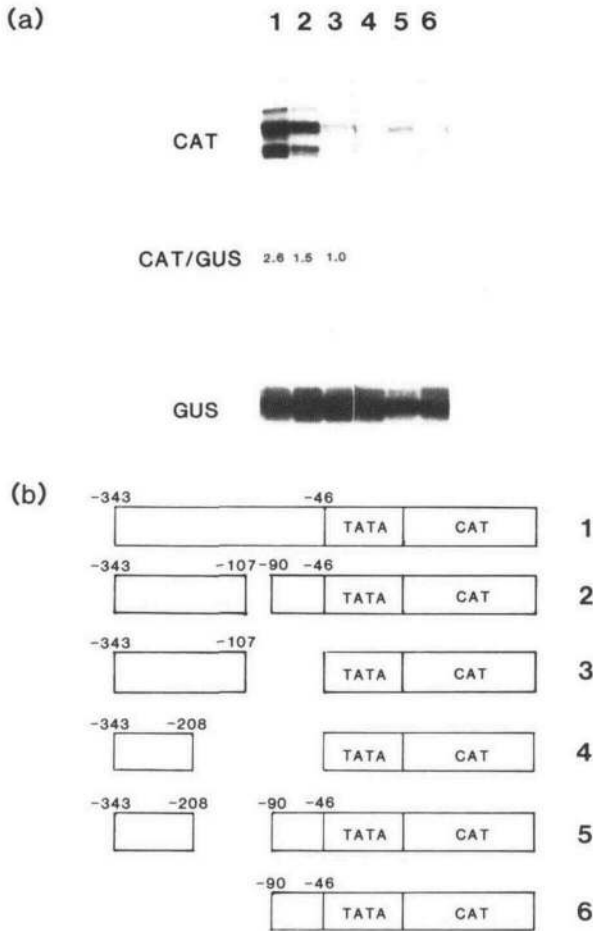 (a) 1 2 3 4 5 6
CAT
CAT/GUS 2.6 1.5 1.0
GUS
(b)
-343 -46
TATA CAT 1
-343 -107 -90 -46
TATA CAT 2
-343 -107
TATA CAT 3
-343 -208
TATA CAT 4
-343 -208 -90 -46
TATA CAT 5
-90 -46
TATA CAT 6